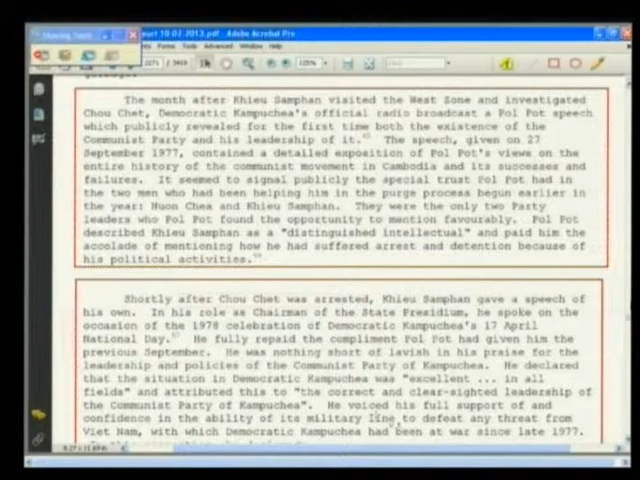 ourt 10-07-2013.pdf - Adobe Acrobat Pro
Forms Tools Advanced Window Help
125%
The month after Khieu Samphan visited the West Zone and investigated
Chou Chet, Democratic Kampuchea's official radio broadcast a Pol Pot speech
which publicly revealed for the first time both the existence of the
Communist Party and his leadership of it. The speech, given on 27
September 1977, contained a detailed exposition of Pol Pot's views on the
entire history of the communist movement in Cambodia and its successes and
failures. It seemed to signal publicly the special trust Pol Pot had in
the two men who had been helping him in the purge process begun earlier in
the year: Nuon Chea and Khieu Samphan. They were the only two Party
leaders who Pol Pot found the opportunity to mention favourably. Pol Pot
described Khieu Samphan as a "distinguished intellectual" and paid him the
accolade of mentioning how he had suffered arrest and detention because of
his political activities.
Shortly after Chou Chet was arrested, Khieu Samphan gave a speech of
his own. In his role as Chairman of the State Presidium, he spoke on the
occasion of the 1978 celebration of Democratic Kampuchea's 17 April
National Day. He fully repaid the compliment Pol Pot had given him the
previous September. He was nothing short of lavish in his praise for the
leadership and policies of the Communist Party of Kampuchea. He declared
that the situation in Democratic Kampuchea was "excellent ... in all
fields" and attributed this to "the correct and clear-sighted leadership of
the Communist Party of Kampuchea". He voiced his full support of and
confidence in the ability of its military line to defeat any threat from
Viet Nam, with which Democratic Kampuchea had been at war since late 1977.